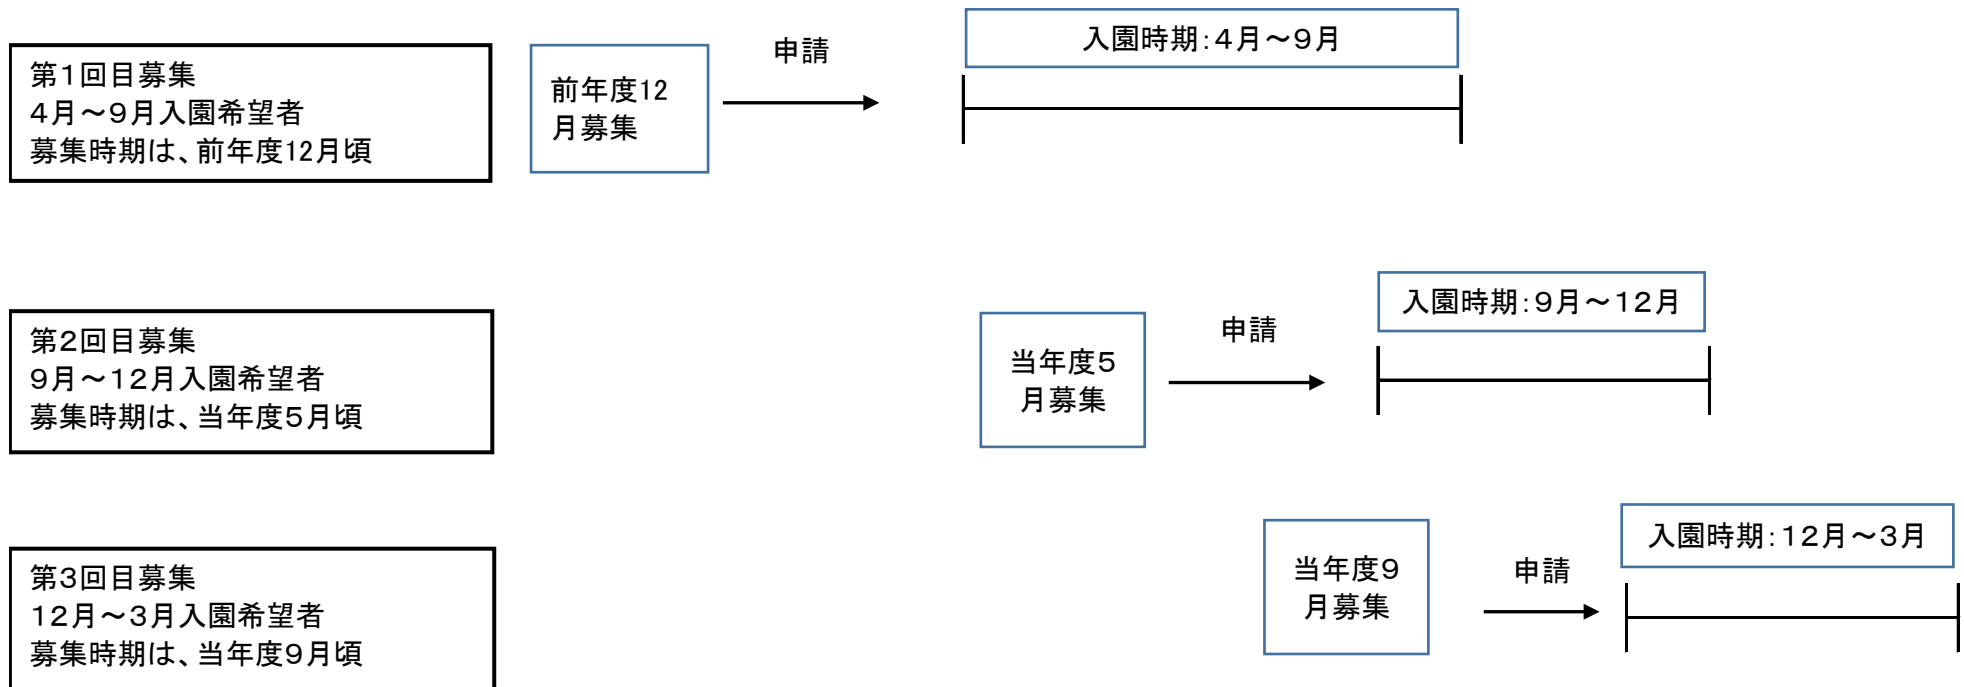 第1回目募集
4月～9月入園希望者
募集時期は、前年度12月頃
前年度12
月募集
申請
入園時期：4月～9月
第2回目募集
9月～12月入園希望者
募集時期は、当年度5月頃
当年度5
月募集
申請
入園時期：9月～12月
第3回目募集
12月～3月入園希望者
募集時期は、当年度9月頃
当年度9
月募集
申請
入園時期：12月～3月